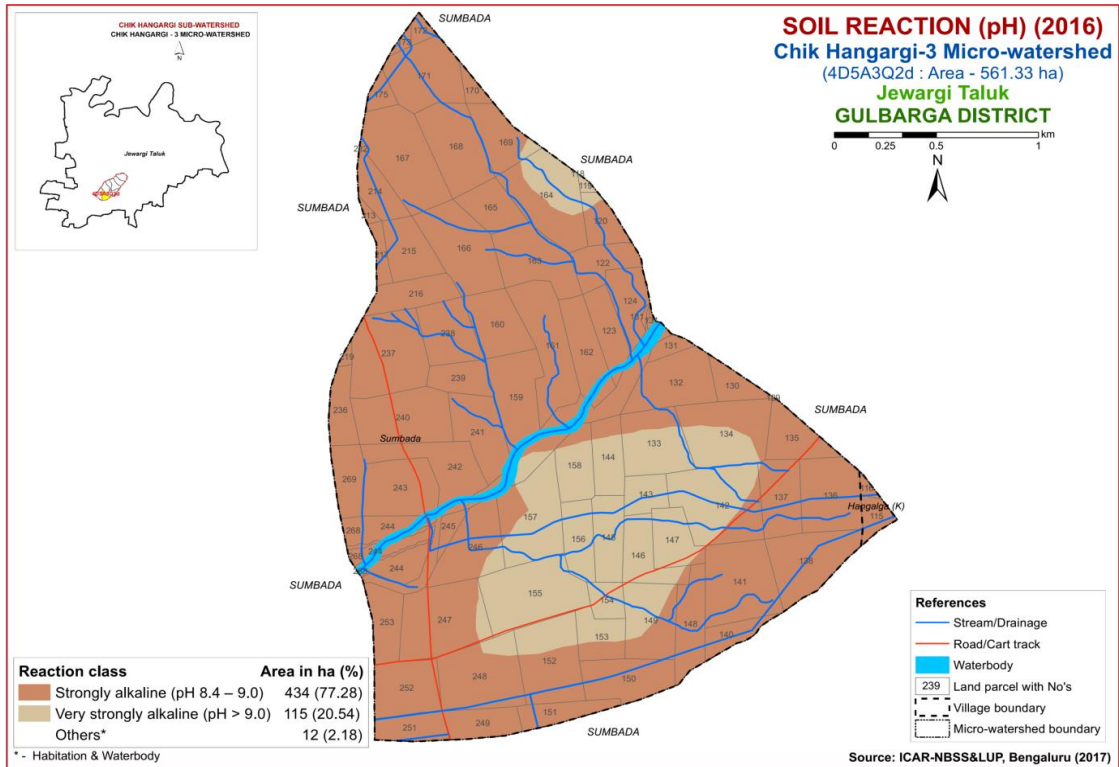 CHIK HANGARGI SUB-WATERSHED
CHIK HANGARGI - 3 MICRO-WATERSHED
N
Jewargi Taluk
SOIL REACTION (pH) (2016)
Chik Hangargi-3 Micro-watershed
(4D5A3Q2d : Area - 561.33 ha)
Jewargi Taluk
GULBARGA DISTRICT
km
0 0.25 0.5 1
N
SUMBADA
172
171
175
170
169
168
167
SUMBADA
118
119
164
214
SUMBADA
213
165
120
215
166
163
122
216
124
160
238
161
123
162
131
237
219
132
130
239
159
236
240
SUMBADA
241
Sumbada
133
134
135
158
144
242
269
243
143
137
136
116
142
Hangalga (K)
115
157
268
244
245
246
156
145
147
146
244
244
138
SUMBADA
155
141
154
253
247
149
148
140
153
152
248
252
150
151
249
251
SUMBADA
References
Stream/Drainage
Road/Cart track
Waterbody
239 Land parcel with No's
Village boundary
Micro-watershed boundary
Reaction class Area in ha (%)
Strongly alkaline (pH 8.4 – 9.0) 434 (77.28)
Very strongly alkaline (pH > 9.0) 115 (20.54)
Others* 12 (2.18)
* - Habitation & Waterbody
Source: ICAR-NBSS&LUP, Bengaluru (2017)